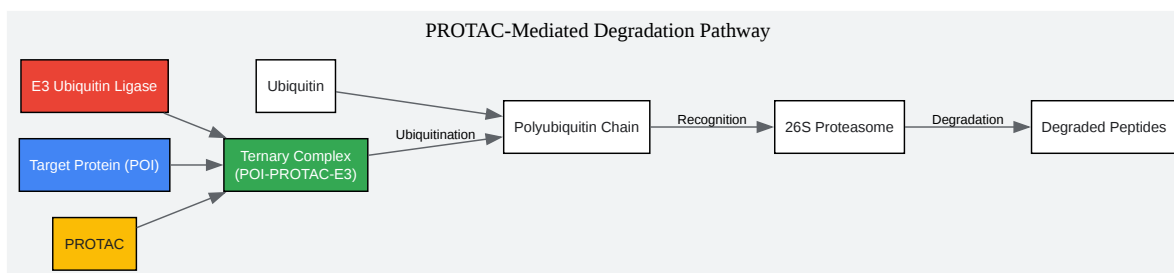 PROTAC-Mediated Degradation Pathway
E3 Ubiquitin Ligase
Target Protein (POI)
PROTAC
Ubiquitin
Ternary Complex
(POI-PROTAC-E3)
Ubiquitination
Polyubiquitin Chain
Recognition
26S Proteasome
Degradation
Degraded Peptides